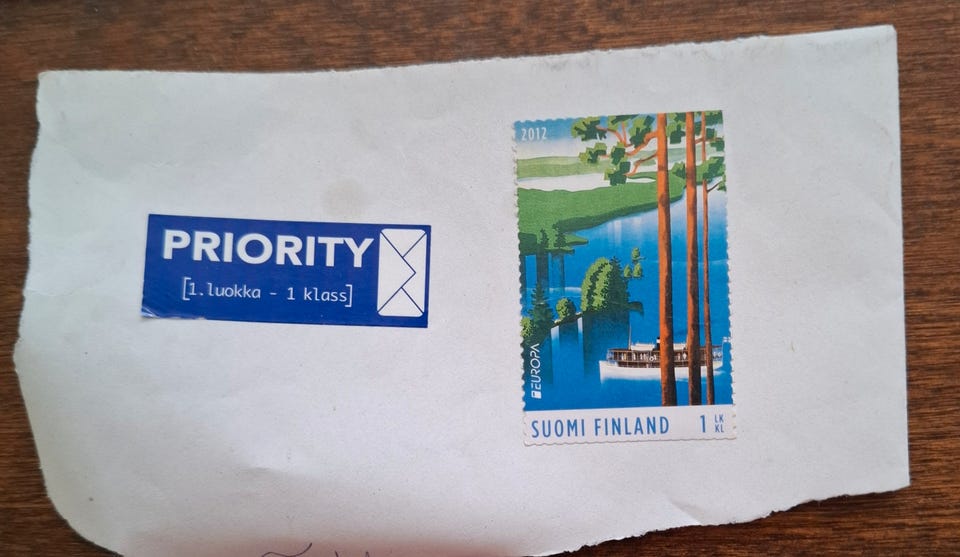 PRIORITY
[1.luokka - 1 klass]
2012
EUROPA
SUOMI FINLAND 1 LK
KL